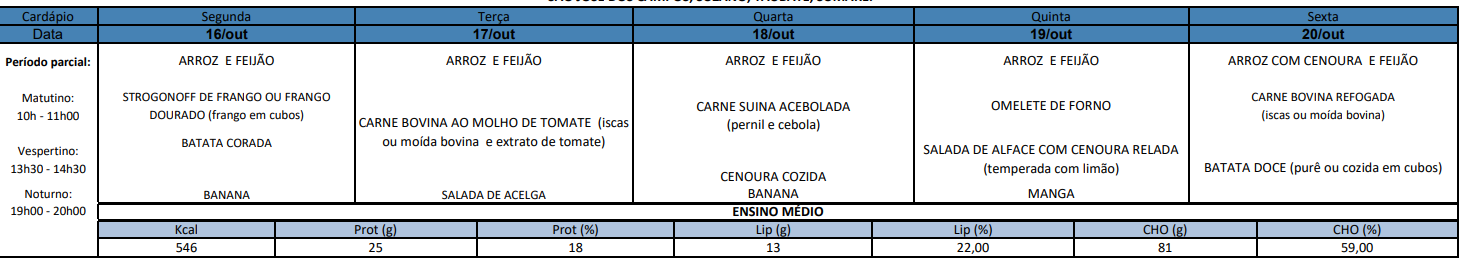 Cardápio Segunda Terça Quarta Quinta Sexta
Data 16/out 17/out 18/out 19/out 20/out
Período parcial: ARROZ E FEIJÃO ARROZ E FEIJÃO ARROZ E FEIJÃO ARROZ E FEIJÃO ARROZ COM CENOURA E FEIJÃO
Matutino:
10h - 11h00
Vespertino:
13h30 - 14h30
Noturno:
19h00 - 20h00
STROGONOFF DE FRANGO OU FRANGO
DOURADO (frango em cubos)
BATATA CORADA
BANANA
CARNE BOVINA AO MOLHO DE TOMATE (iscas
ou moída bovina e extrato de tomate)
SALADA DE ACELGA
CARNE SUINA ACEBOLADA
(pernil e cebola)
CENOURA COZIDA
BANANA
OMELETE DE FORNO
SALADA DE ALFACE COM CENOURA RELADA
(temperada com limão)
MANGA
CARNE BOVINA REFOGADA
(iscas ou moída bovina)
BATATA DOCE (purê ou cozida em cubos)
ENSINO MÉDIO
Kcal Prot (g) Prot (%) Lip (g) Lip (%) CHO (g) CHO (%)
546 25 18 13 22,00 81 59,00